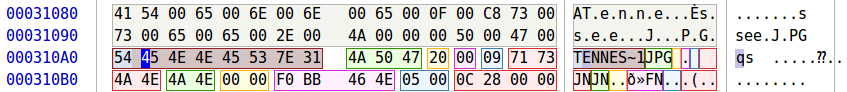 00031080 41 54 00 65 00 6E 00 6E 00 65 00 0F 00 C8 73 00 AT.e.n.n.e...Ès. .......s
00031090 73 00 65 00 65 00 2E 00 4A 00 00 00 50 00 47 00 s.e.e...J...P.G. see.J.PG
000310A0 54 45 4E 4E 45 53 7E 31 4A 50 47 20 00 09 71 73 TENNES~1JPG ..qs qs .....⁇..
000310B0 4A 4E 4A 4E 00 00 F0 BB 46 4E 05 00 0C 28 00 00 JNJN..ð»FN...(.. ........